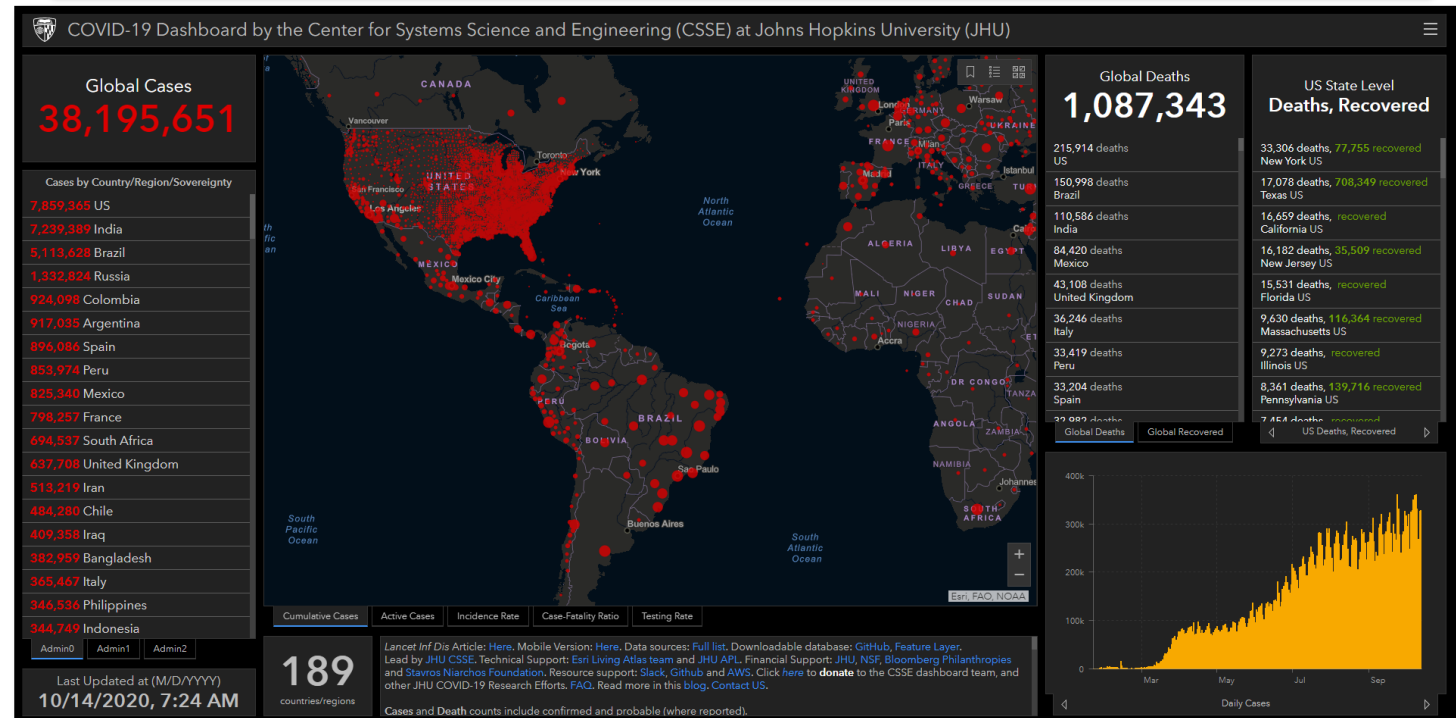 COVID-19 Dashboard by the Center for Systems Science and Engineering (CSSE) at Johns Hopkins University (JHU)
Global Cases
38,195,651
Cases by Country/Region/Sovereignty
7,859,365 US
7,239,389 India
5,113,628 Brazil
1,332,824 Russia
924,098 Colombia
917,035 Argentina
896,086 Spain
853,974 Peru
825,340 Mexico
798,257 France
694,537 South Africa
637,708 United Kingdom
513,219 Iran
484,280 Chile
409,358 Iraq
382,959 Bangladesh
365,467 Italy
346,536 Philippines
344,749 Indonesia
Admin0
Admin1
Admin2
Last Updated at (M/D/YYYY)
10/14/2020, 7:24 AM
CANADA
Vancouver
Toronto
New York
UNITED
STATES
San Francisco
Los Angeles
MÉXICO
Mexico City
Caribbean
Sea
Bogota
PERU
BRAZIL
BOLIVIA
Sao Paulo
Buenos Aires
North
Atlantic
Ocean
South
Pacific
Ocean
South
Atlantic
Ocean
UNITED
KINGDOM
London
GERMANY
Warsaw
Paris
UKRAINE
FRANCE
Milan
ITALY
Madrid
Istanbul
GREECE
TUR
Cairo
ALGERIA
LIBYA
EGYPT
MALI
NIGER
CHAD
SUDAN
NIGERIA
Accra
ET
DR CONGO
TANZA
ANGOLA
ZAMBIA
NAMIBIA
Johannes
SOUTH
AFRICA
+
−
Esri, FAO, NOAA
Cumulative Cases
Active Cases
Incidence Rate
Case-Fatality Ratio
Testing Rate
189
countries/regions
Lancet Inf Dis Article: Here. Mobile Version: Here. Data sources: Full list. Downloadable database: GitHub, Feature Layer.
Lead by JHU CSSE. Technical Support: Esri Living Atlas team and JHU APL. Financial Support: JHU, NSF, Bloomberg Philanthropies
and Stavros Niarchos Foundation. Resource support: Slack, Github and AWS. Click here to donate to the CSSE dashboard team, and
other JHU COVID-19 Research Efforts. FAQ. Read more in this blog. Contact US.
Cases and Death counts include confirmed and probable (where reported).
Global Deaths
1,087,343
215,914 deaths
US
150,998 deaths
Brazil
110,586 deaths
India
84,420 deaths
Mexico
43,108 deaths
United Kingdom
36,246 deaths
Italy
33,419 deaths
Peru
33,204 deaths
Spain
32,982 deaths
Global Deaths
Global Recovered
US State Level
Deaths, Recovered
33,306 deaths, 77,755 recovered
New York US
17,078 deaths, 708,349 recovered
Texas US
16,659 deaths, recovered
California US
16,182 deaths, 35,509 recovered
New Jersey US
15,531 deaths, recovered
Florida US
9,630 deaths, 116,364 recovered
Massachusetts US
9,273 deaths, recovered
Illinois US
8,361 deaths, 139,716 recovered
Pennsylvania US
7,454 deaths, recovered
US Deaths, Recovered
400k
300k
200k
100k
0
Mar
May
Jul
Sep
Daily Cases